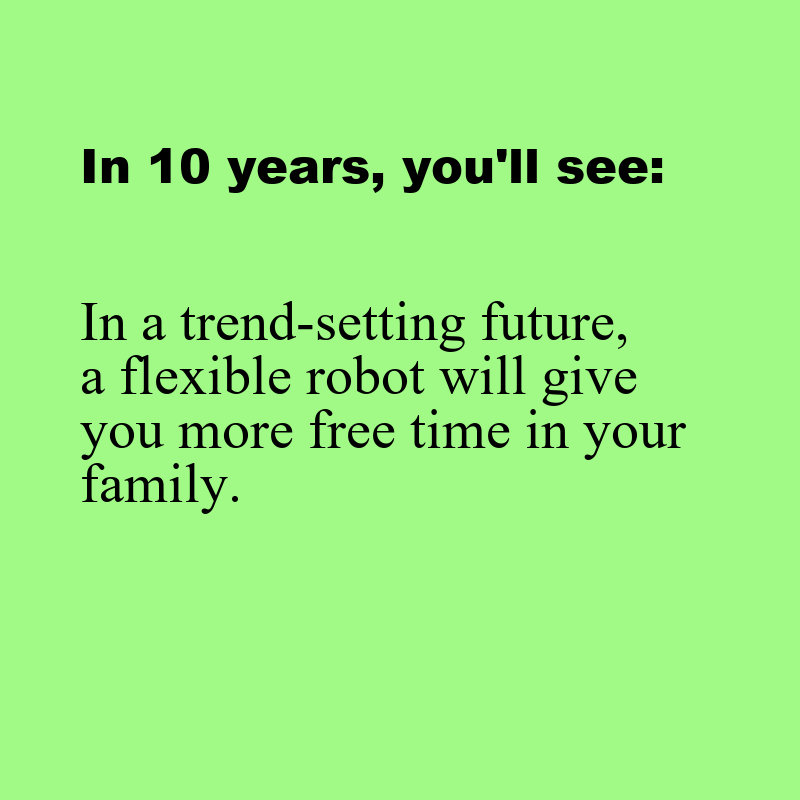 In 10 years, you'll see:
In a trend-setting future,
a flexible robot will give
you more free time in your
family.